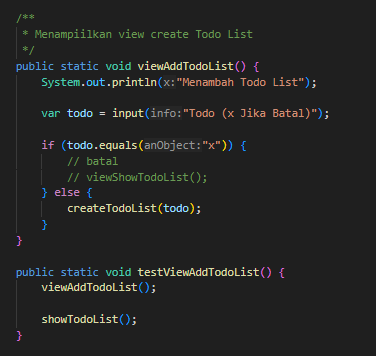 /**
* Menampiilkan view create Todo List
*/
public static void viewAddTodoList() {
System.out.println(x:"Menambah Todo List");
var todo = input(info:"Todo (x Jika Batal)");
if (todo.equals(anObject:"x")) {
// batal
// viewShowTodoList();
} else {
createTodoList(todo);
}
}
public static void testViewAddTodoList() {
viewAddTodoList();
showTodoList();
}